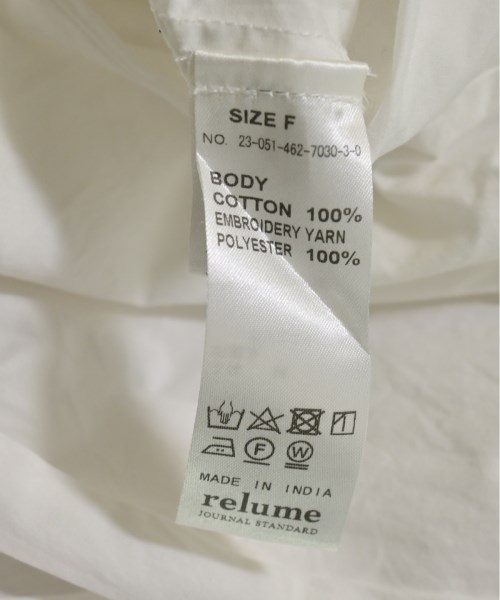 SIZE F
NO. 23-051-462-7030-3-0
BODY
COTTON 100%
EMBROIDERY YARN
POLYESTER 100%
F W
MADE IN INDIA
relume
JOURNAL STANDARD